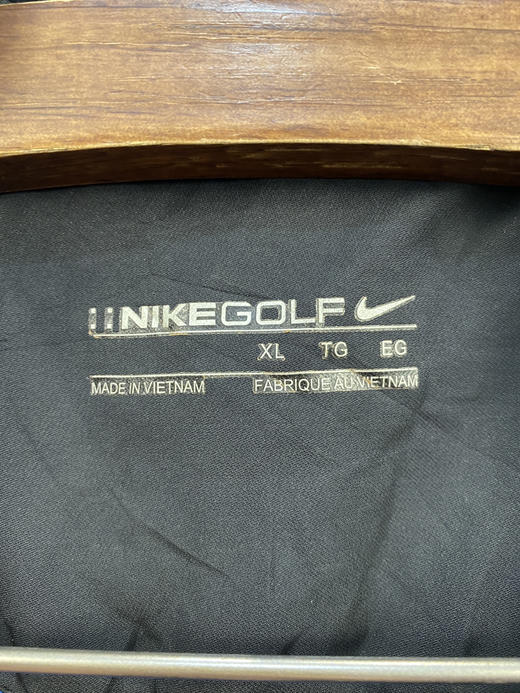 NIKEGOLF
XL TG EG
MADE IN VIETNAM FABRIQUE AU VIETNAM